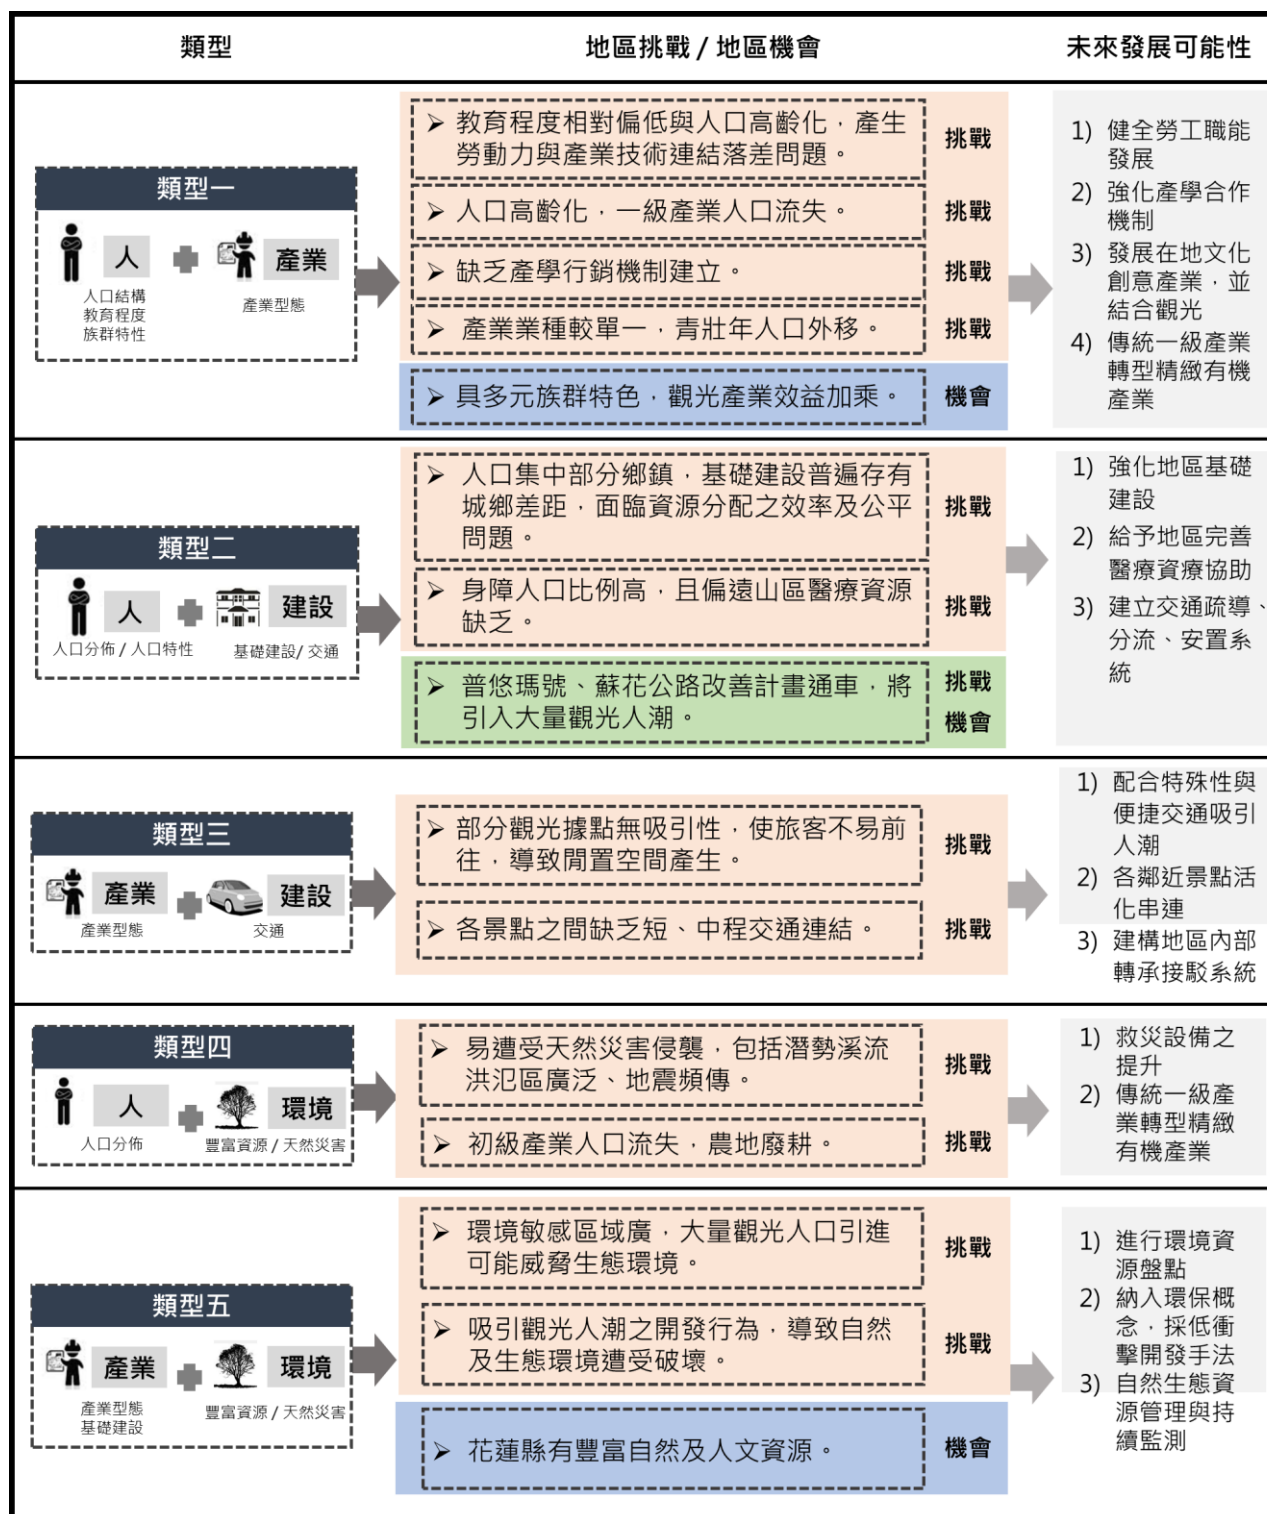 類型
地區挑戰 / 地區機會
未來發展可能性
類型一
人
產業
人口結構
教育程度
族群特性
產業型態
➢ 教育程度相對偏低與人口高齡化，產生
勞動力與產業技術連結落差問題。
挑戰
➢ 人口高齡化，一級產業人口流失。
挑戰
➢ 缺乏產學行銷機制建立。
挑戰
➢ 產業業種較單一，青壯年人口外移。
挑戰
➢ 具多元族群特色，觀光產業效益加乘。
機會
1) 健全勞工職能
發展
2) 強化產學合作
機制
3) 發展在地文化
創意產業，並
結合觀光
4) 傳統一級產業
轉型精緻有機
產業
類型二
人
建設
人口分佈 / 人口特性
基礎建設/ 交通
➢ 人口集中部分鄉鎮，基礎建設普遍存有
城鄉差距，面臨資源分配之效率及公平
問題。
挑戰
➢ 身障人口比例高，且偏遠山區醫療資源
缺乏。
挑戰
➢ 普悠瑪號、蘇花公路改善計畫通車，將
引入大量觀光人潮。
挑戰
機會
1) 強化地區基礎
建設
2) 給予地區完善
醫療資療協助
3) 建立交通疏導、
分流、安置系
統
類型三
產業
建設
產業型態
交通
➢ 部分觀光據點無吸引性，使旅客不易前
往，導致閒置空間產生。
挑戰
➢ 各景點之間缺乏短、中程交通連結。
挑戰
1) 配合特殊性與
便捷交通吸引
人潮
2) 各鄰近景點活
化串連
3) 建構地區內部
轉承接駁系統
類型四
人
環境
人口分佈
豐富資源 / 天然災害
➢ 易遭受天然災害侵襲，包括潛勢溪流
洪氾區廣泛、地震頻傳。
挑戰
➢ 初級產業人口流失，農地廢耕。
挑戰
1) 救災設備之
提升
2) 傳統一級產
業轉型精緻
有機產業
類型五
產業
環境
產業型態
基礎建設
豐富資源 / 天然災害
➢ 環境敏感區域廣，大量觀光人口引進
可能威脅生態環境。
挑戰
➢ 吸引觀光人潮之開發行為，導致自然
及生態環境遭受破壞。
挑戰
➢ 花蓮縣有豐富自然及人文資源。
機會
1) 進行環境資
源盤點
2) 納入環保概
念，採低衝
擊開發手法
3) 自然生態資
源管理與持
續監測